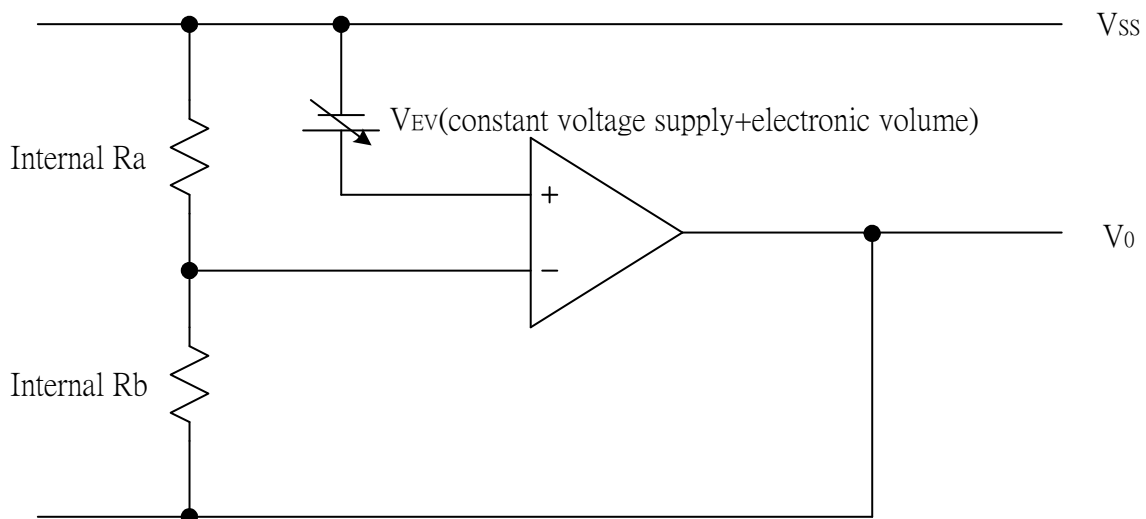 VSS
VEV(constant voltage supply+electronic volume)
Internal Ra
+
V0
−
Internal Rb